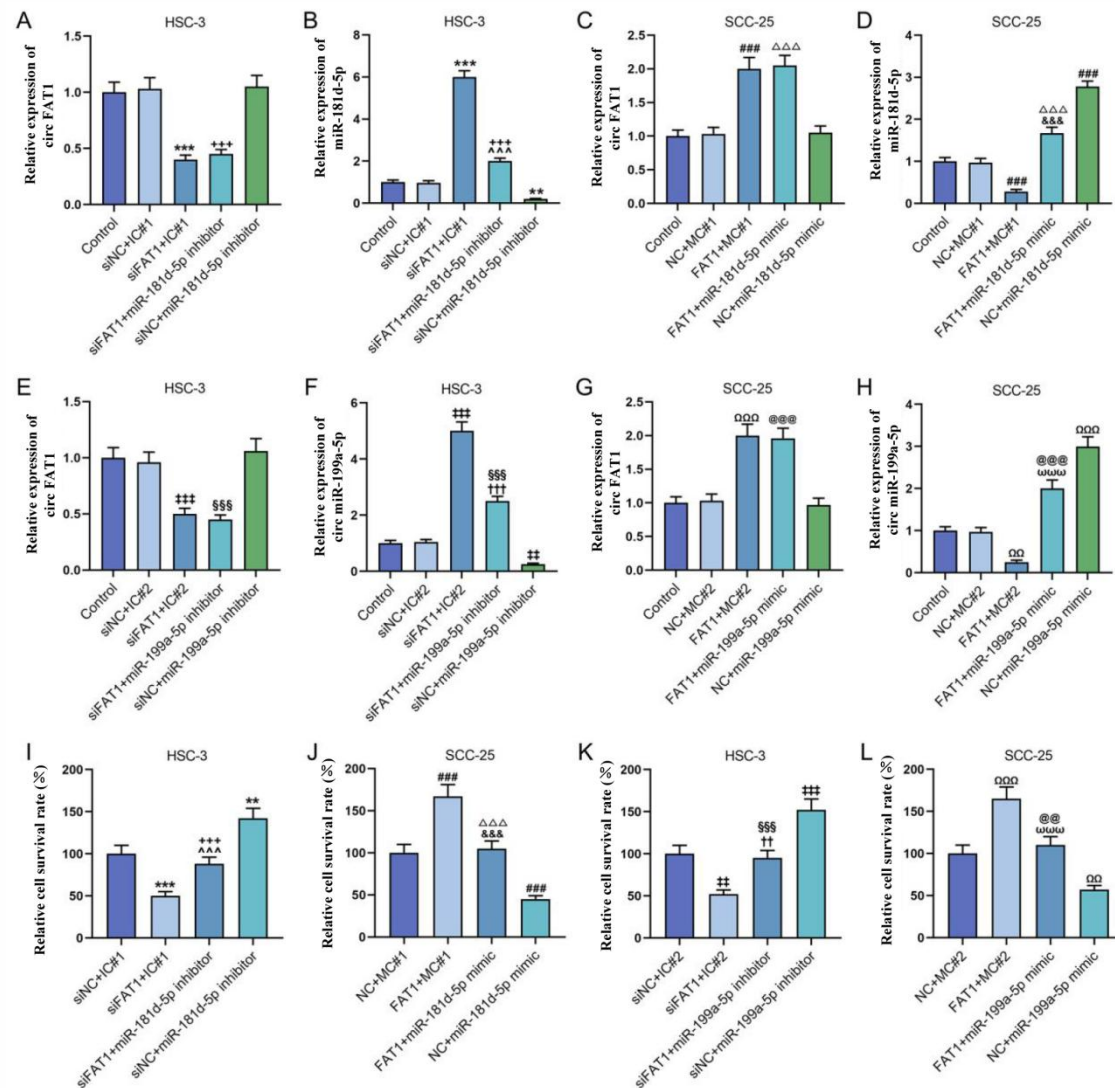 A
HSC-3
Relative expression of
circ FAT1
1.5
1.0
0.5
0.0
***
+++
Control
siNC+IC#1
siFAT1+IC#1
siFAT1+miR-181d-5p inhibitor
siNC+miR-181d-5p inhibitor
B
HSC-3
Relative expression of
miR-181d-5p
8
6
4
2
0
***
+++
^^^
**
Control
siNC+IC#1
siFAT1+IC#1
siFAT1+miR-181d-5p inhibitor
siNC+miR-181d-5p inhibitor
C
SCC-25
Relative expression of
circ FAT1
2.5
2.0
1.5
1.0
0.5
0.0
###
△△△
Control
NC+MC#1
FAT1+MC#1
FAT1+miR-181d-5p mimic
NC+miR-181d-5p mimic
D
SCC-25
Relative expression of
miR-181d-5p
4
3
2
1
0
###
△△△
&&&
###
Control
NC+MC#1
FAT1+MC#1
FAT1+miR-181d-5p mimic
NC+miR-181d-5p mimic
E
HSC-3
Relative expression of
circ FAT1
1.5
1.0
0.5
0.0
‡‡‡
§§§
Control
siNC+IC#2
siFAT1+IC#2
siFAT1+miR-199a-5p inhibitor
siNC+miR-199a-5p inhibitor
F
HSC-3
Relative expression of
circ miR-199a-5p
6
4
2
0
‡‡‡
§§§
†††
‡‡
Control
siNC+IC#2
siFAT1+IC#2
siFAT1+miR-199a-5p inhibitor
siNC+miR-199a-5p inhibitor
G
SCC-25
Relative expression of
circ FAT1
2.5
2.0
1.5
1.0
0.5
0.0
ΩΩΩ
@@@
Control
NC+MC#2
FAT1+MC#2
FAT1+miR-199a-5p mimic
NC+miR-199a-5p mimic
H
SCC-25
Relative expression of
circ miR-199a-5p
4
3
2
1
0
ΩΩ
@@@
ωωω
ΩΩΩ
Control
NC+MC#2
FAT1+MC#2
FAT1+miR-199a-5p mimic
NC+miR-199a-5p mimic
I
HSC-3
Relative cell survival rate (%)
200
150
100
50
0
***
+++
^^^
**
siNC+IC#1
siFAT1+IC#1
siFAT1+miR-181d-5p inhibitor
siNC+miR-181d-5p inhibitor
J
SCC-25
Relative cell survival rate (%)
200
150
100
50
0
###
△△△
&&&
###
NC+MC#1
FAT1+MC#1
FAT1+miR-181d-5p mimic
NC+miR-181d-5p mimic
K
HSC-3
Relative cell survival rate (%)
200
150
100
50
0
‡‡
§§§
††
‡‡‡
siNC+IC#2
siFAT1+IC#2
siFAT1+miR-199a-5p inhibitor
siNC+miR-199a-5p inhibitor
L
SCC-25
Relative cell survival rate (%)
200
150
100
50
0
ΩΩΩ
@@
ωωω
ΩΩ
NC+MC#2
FAT1+MC#2
FAT1+miR-199a-5p mimic
NC+miR-199a-5p mimic